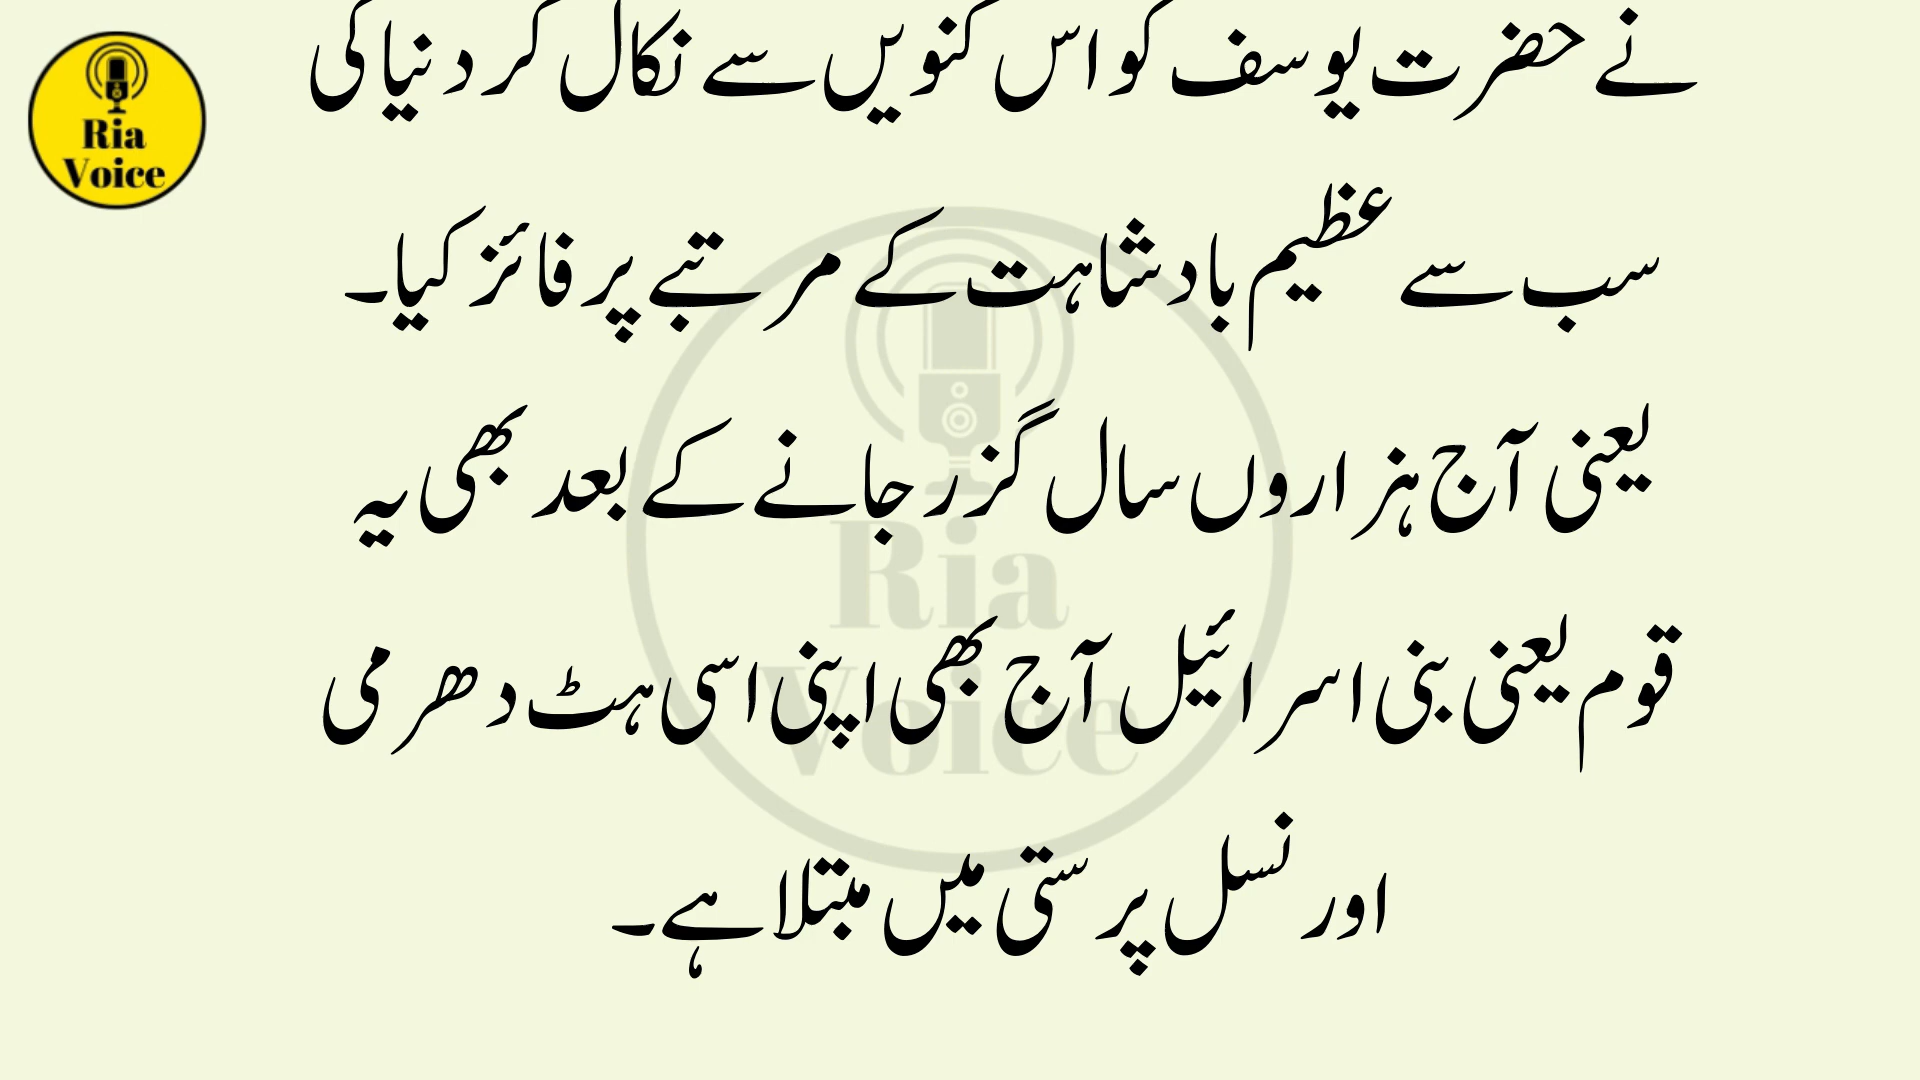 Ria
Voice
نے حضرت یوسف کو اس کنویں سے نکال کر دنیا کی
سب سے عظیم بادشاہت کے مرتبے پر فائز کیا۔
یعنی آج ہزاروں سال گزر جانے کے بعد بھی یہ
قوم یعنی بنی اسرائیل آج بھی اپنی اسی ہٹ دھرمی
اور نسل پرستی میں مبتلا ہے۔
Ria
Voice